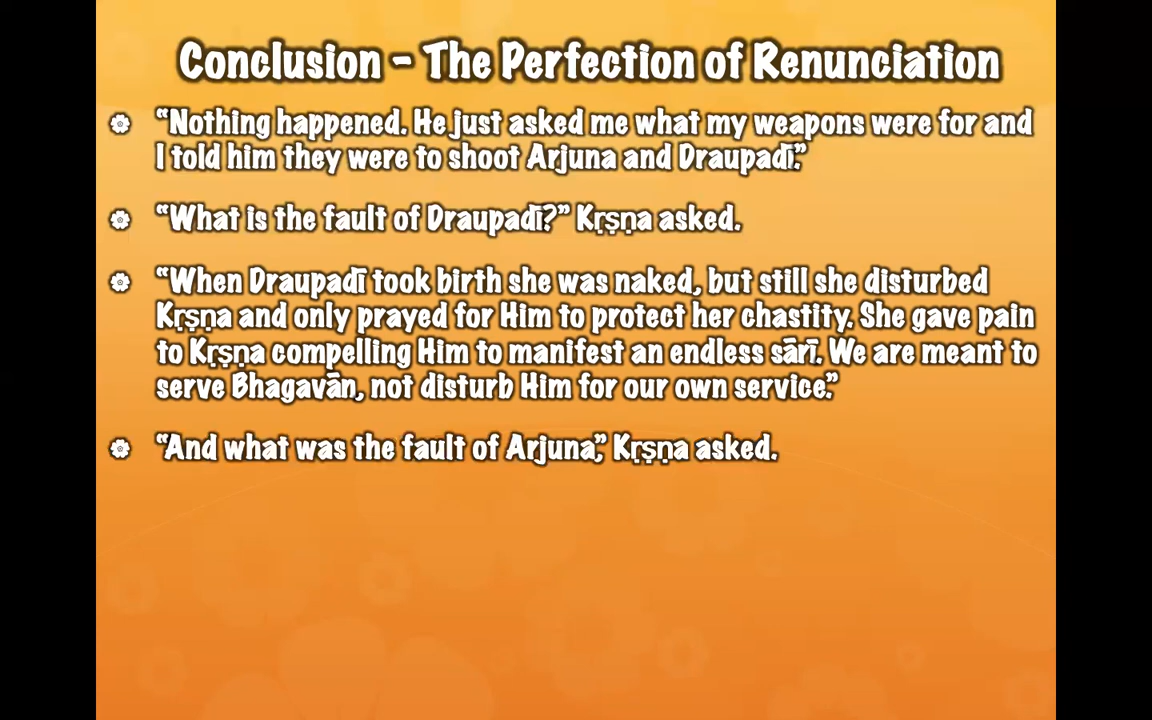 Conclusion - The Perfection of Renunciation
“Nothing happened. He just asked me what my weapons were for and
I told him they were to shoot Arjuna and Draupadī.”
“What is the fault of Draupadī?” Kṛṣṇa asked.
“When Draupadī took birth she was naked, but still she disturbed
Kṛṣṇa and only prayed for Him to protect her chastity. She gave pain
to Kṛṣṇa compelling Him to manifest an endless sārī. We are meant to
serve Bhagavān, not disturb Him for our own service.”
“And what was the fault of Arjuna,” Kṛṣṇa asked.